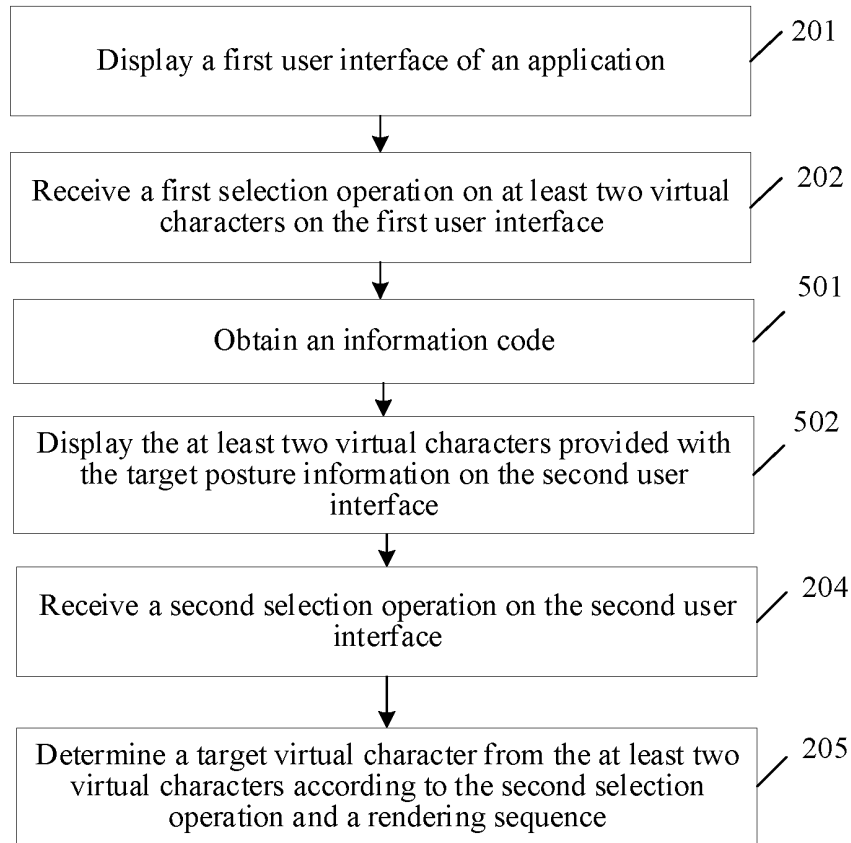 Display a first user interface of an application
201
Receive a first selection operation on at least two virtual
characters on the first user interface
202
Obtain an information code
501
Display the at least two virtual characters provided with
the target posture information on the second user
interface
502
Receive a second selection operation on the second user
interface
204
Determine a target virtual character from the at least two
virtual characters according to the second selection
operation and a rendering sequence
205